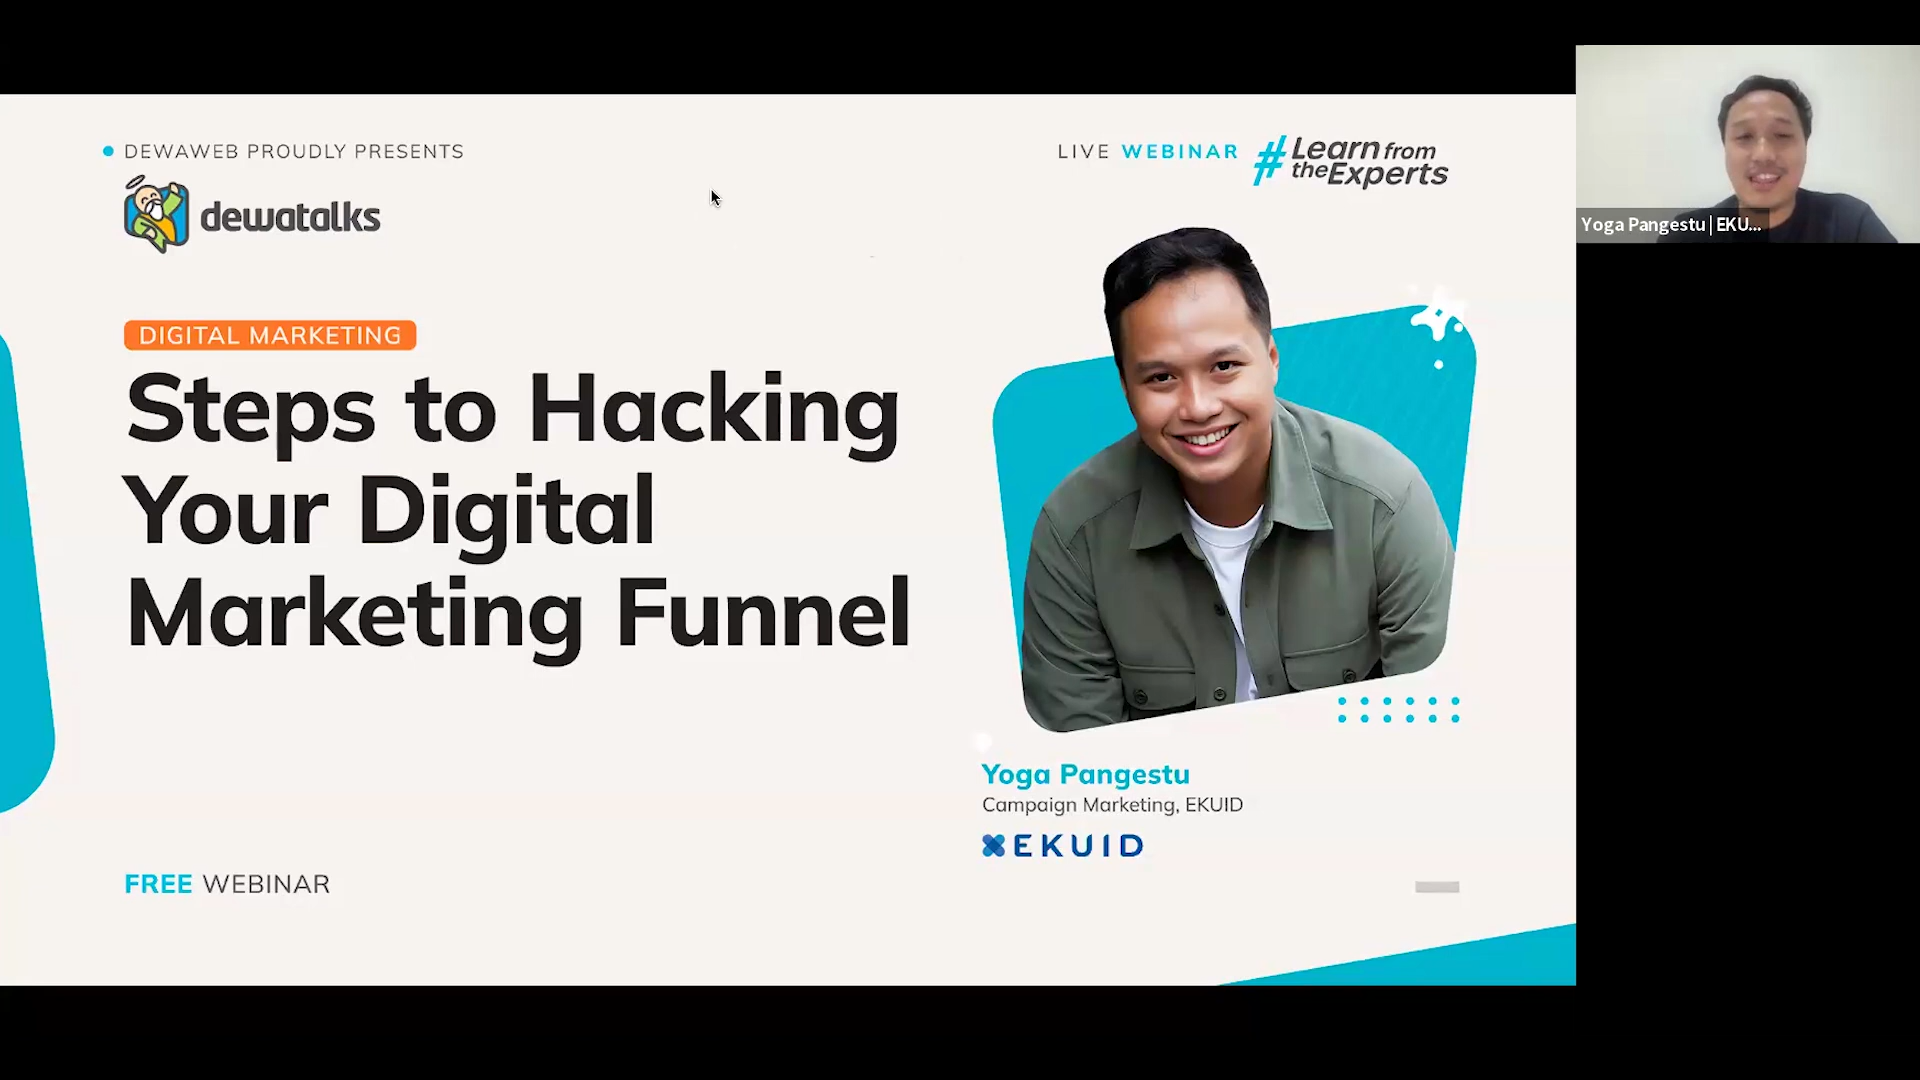 DEWAWEB PROUDLY PRESENTS
dewatalks
LIVE WEBINAR
#Learn from
theExperts
DIGITAL MARKETING
Steps to Hacking
Your Digital
Marketing Funnel
Yoga Pangestu
Campaign Marketing, EKUID
EKUID
FREE WEBINAR
Yoga Pangestu | EKU...